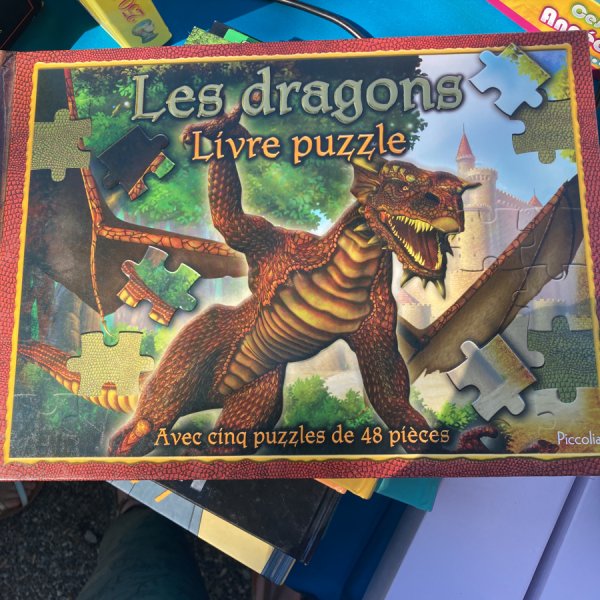 Les dragons
Livre puzzle
Avec cinq puzzles de 48 pièces
Piccolia